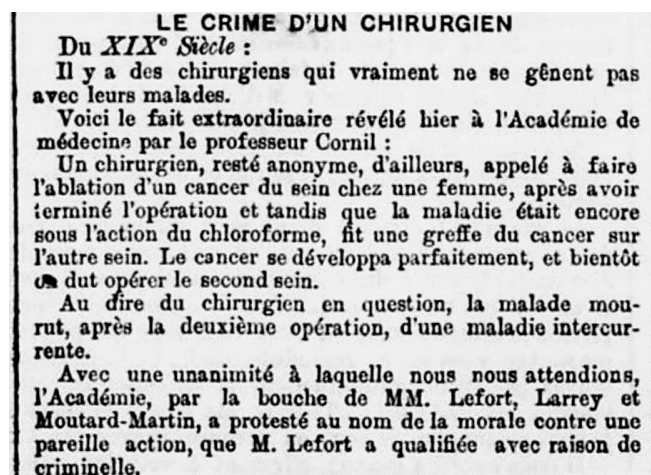 LE CRIME D'UN CHIRURGIEN
Du XIXe Siècle :
Il y a des chirurgiens qui vraiment ne se gênent pas
avec leurs malades.
Voici le fait extraordinaire révélé hier à l'Académie de
médecine par le professeur Cornil :
Un chirurgien, resté anonyme, d'ailleurs, appelé à faire
l'ablation d'un cancer du sein chez une femme, après avoir
terminé l'opération et tandis que la maladie était encore
sous l'action du chloroforme, fit une greffe du cancer sur
l'autre sein. Le cancer se développa parfaitement, et bientôt
dut opérer le second sein.
Au dire du chirurgien en question, la malade mou-
rut, après la deuxième opération, d'une maladie intercur-
rente.
Avec une unanimité à laquelle nous nous attendions,
l'Académie, par la bouche de MM. Lefort, Larrey et
Moutard-Martin, a protesté au nom de la morale contre une
pareille action, que M. Lefort a qualifiée avec raison de
criminelle.